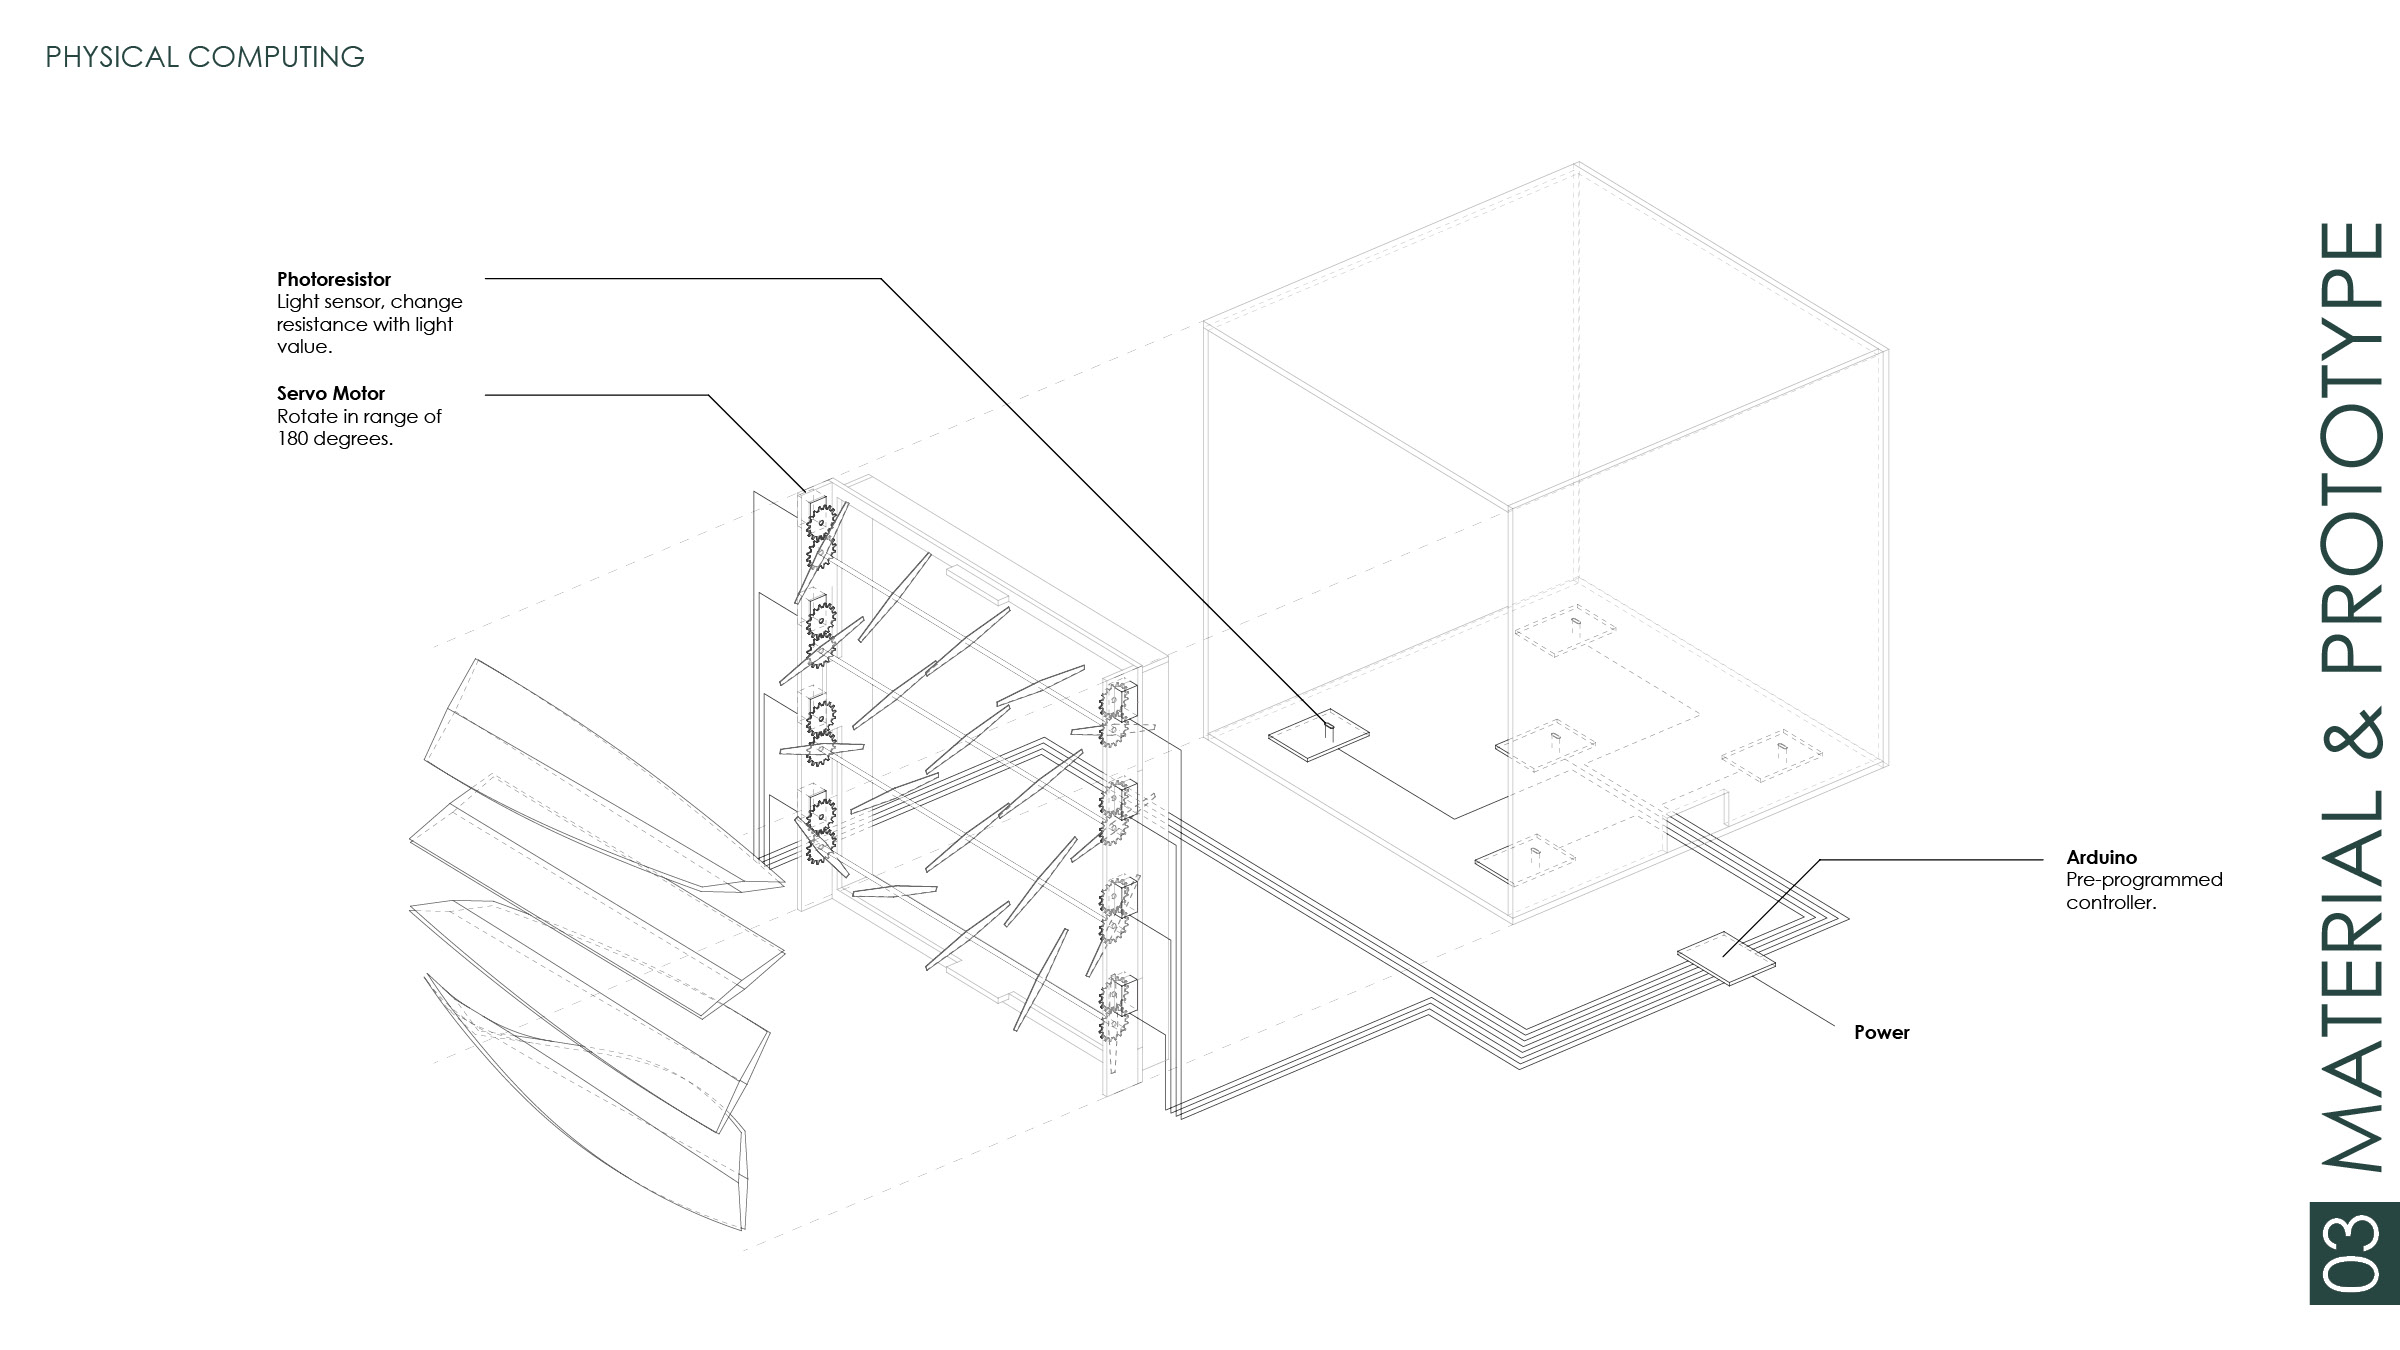 PHYSICAL COMPUTING
Photoresistor
Light sensor, change
resistance with light
value.
Servo Motor
Rotate in range of
180 degrees.
Arduino
Pre-programmed
controller.
Power
03 MATERIAL & PROTOTYPE